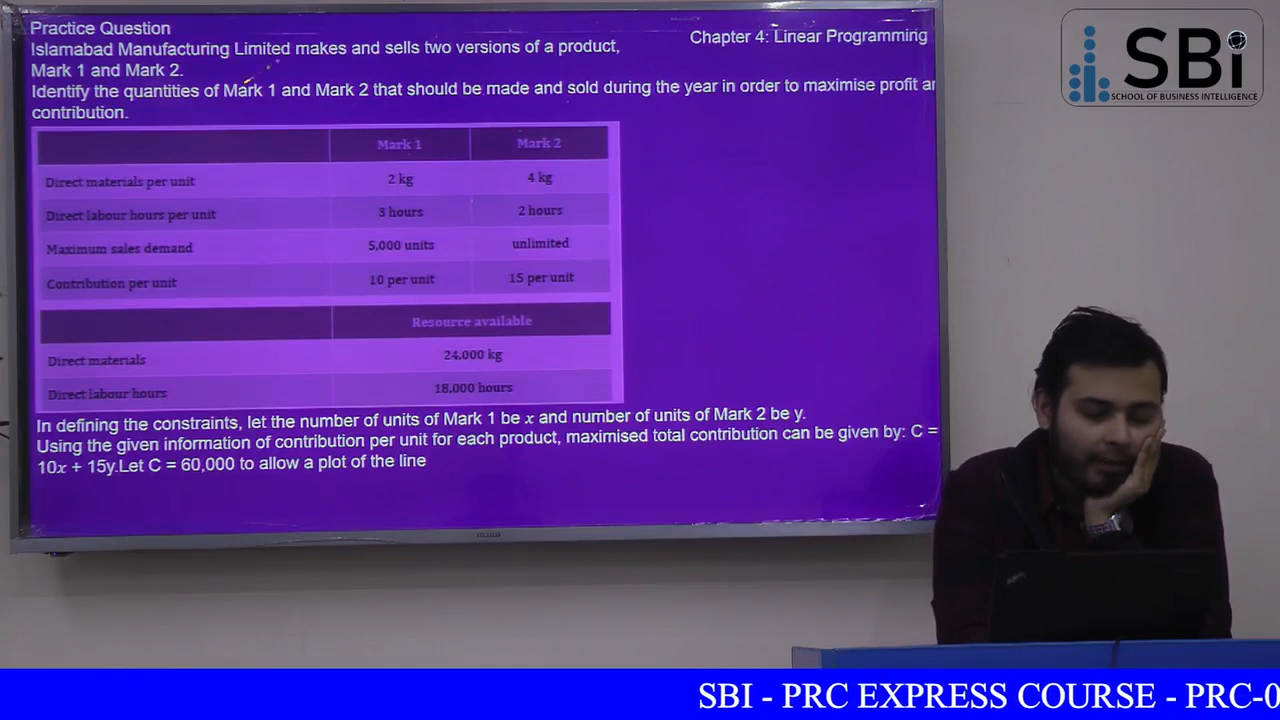 Practice Question
Chapter 4: Linear Programming
Islamabad Manufacturing Limited makes and sells two versions of a product,
Mark 1 and Mark 2.
Identify the quantities of Mark 1 and Mark 2 that should be made and sold during the year in order to maximise profit ar
contribution.
Mark 1 Mark 2
Direct materials per unit 2 kg 4 kg
Direct labour hours per unit 3 hours 2 hours
Maximum sales demand 5,000 units unlimited
Contribution per unit 10 per unit 15 per unit
Resource available
Direct materials 24,000 kg
Direct labour hours 18,000 hours
In defining the constraints, let the number of units of Mark 1 be x and number of units of Mark 2 be y.
Using the given information of contribution per unit for each product, maximised total contribution can be given by: C =
10x + 15y.Let C = 60,000 to allow a plot of the line
SBi
SCHOOL OF BUSINESS INTELLIGENCE
SBI - PRC EXPRESS COURSE - PRC-0